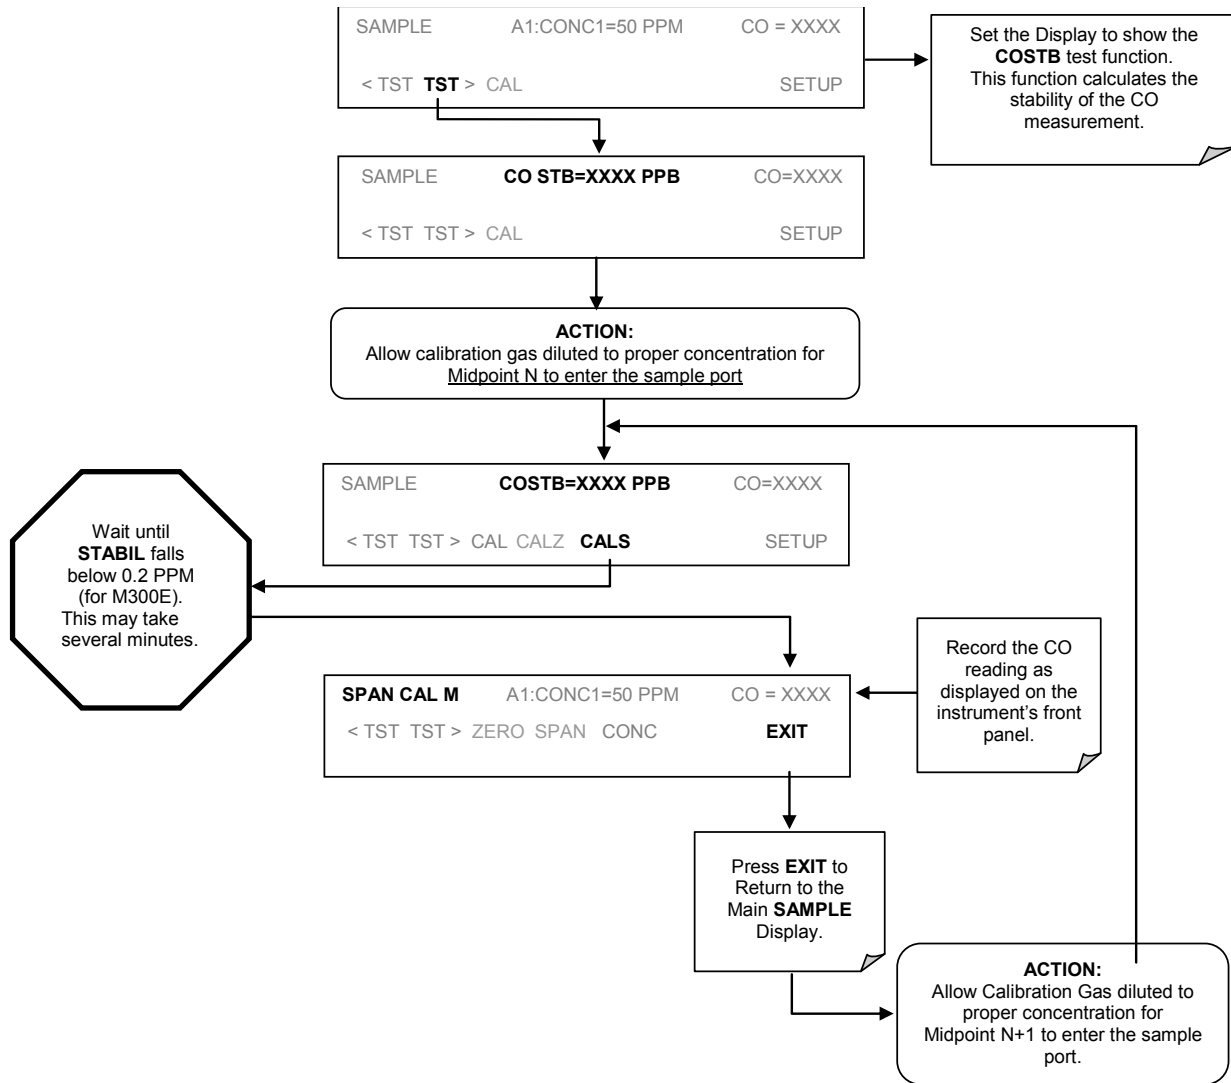 SAMPLE A1:CONC1=50 PPM CO = XXXX
< TST TST > CAL SETUP
Set the Display to show the
COSTB test function.
This function calculates the
stability of the CO
measurement.
SAMPLE CO STB=XXXX PPB CO=XXXX
< TST TST > CAL SETUP
ACTION:
Allow calibration gas diluted to proper concentration for
Midpoint N to enter the sample port
SAMPLE COSTB=XXXX PPB CO=XXXX
< TST TST > CAL CALZ CALS SETUP
Wait until
STABIL falls
below 0.2 PPM
(for M300E).
This may take
several minutes.
SPAN CAL M A1:CONC1=50 PPM CO = XXXX
< TST TST > ZERO SPAN CONC EXIT
Record the CO
reading as
displayed on the
instrument's front
panel.
Press EXIT to
Return to the
Main SAMPLE
Display.
ACTION:
Allow Calibration Gas diluted to
proper concentration for
Midpoint N+1 to enter the sample
port.